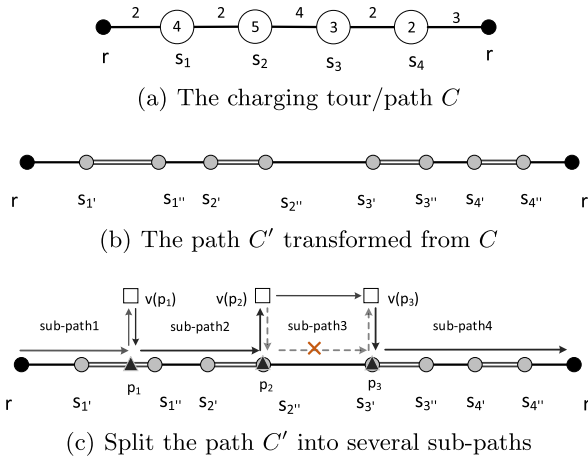 2 2 4 2 3
4 5 3 2
r s1 s2 s3 s4 r
(a) The charging tour/path C
r s1' s1'' s2' s2'' s3' s3'' s4' s4'' r
(b) The path C′ transformed from C
v(p1) v(p2) v(p3)
sub-path1 sub-path2 sub-path3 sub-path4
p1 p2 p3
r s1' s1'' s2' s2'' s3' s3'' s4' s4'' r
(c) Split the path C′ into several sub-paths